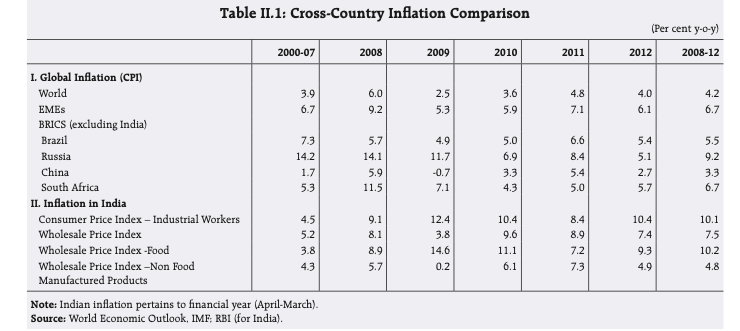 Table II.1: Cross-Country Inflation Comparison
(Per cent y-o-y)
2000-07 2008 2009 2010 2011 2012 2008-12
I. Global Inflation (CPI)
World 3.9 6.0 2.5 3.6 4.8 4.0 4.2
EMEs 6.7 9.2 5.3 5.9 7.1 6.1 6.7
BRICS (excluding India)
Brazil 7.3 5.7 4.9 5.0 6.6 5.4 5.5
Russia 14.2 14.1 11.7 6.9 8.4 5.1 9.2
China 1.7 5.9 -0.7 3.3 5.4 2.7 3.3
South Africa 5.3 11.5 7.1 4.3 5.0 5.7 6.7
II. Inflation in India
Consumer Price Index – Industrial Workers 4.5 9.1 12.4 10.4 8.4 10.4 10.1
Wholesale Price Index 5.2 8.1 3.8 9.6 8.9 7.4 7.5
Wholesale Price Index -Food 3.8 8.9 14.6 11.1 7.2 9.3 10.2
Wholesale Price Index –Non Food 4.3 5.7 0.2 6.1 7.3 4.9 4.8
Manufactured Products
Note: Indian inflation pertains to financial year (April-March).
Source: World Economic Outlook, IMF; RBI (for India).